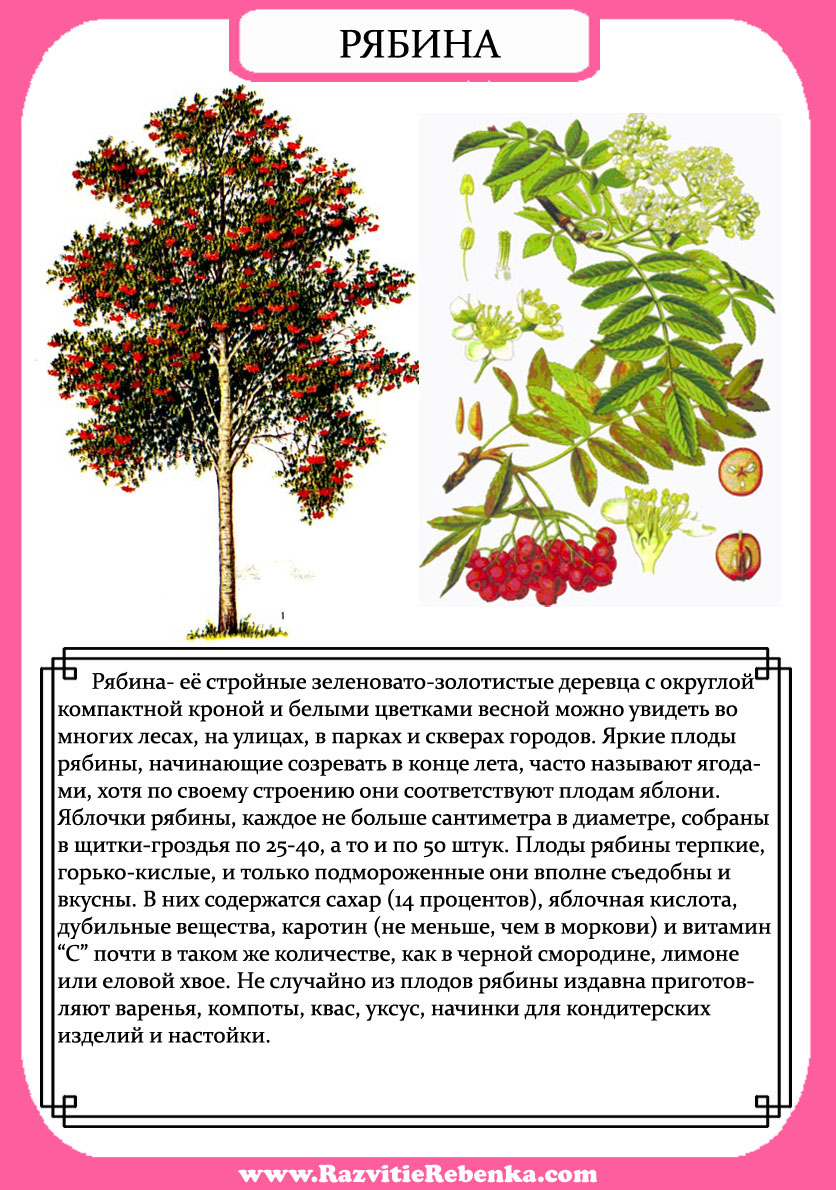 РЯБИНА
1
Рябина- её стройные зеленовато-золотистые деревца с округлой
компактной кроной и белыми цветками весной можно увидеть во
многих лесах, на улицах, в парках и скверах городов. Яркие плоды
рябины, начинающие созревать в конце лета, часто называют ягода-
ми, хотя по своему строению они соответствуют плодам яблони.
Яблочки рябины, каждое не больше сантиметра в диаметре, собраны
в щитки-гроздья по 25-40, а то и по 50 штук. Плоды рябины терпкие,
горько-кислые, и только подмороженные они вполне съедобны и
вкусны. В них содержатся сахар (14 процентов), яблочная кислота,
дубильные вещества, каротин (не меньше, чем в моркови) и витамин
“С” почти в таком же количестве, как в черной смородине, лимоне
или еловой хвое. Не случайно из плодов рябины издавна приготов-
ляют варенья, компоты, квас, уксус, начинки для кондитерских
изделий и настойки.
www.RazvitieRebenka.com